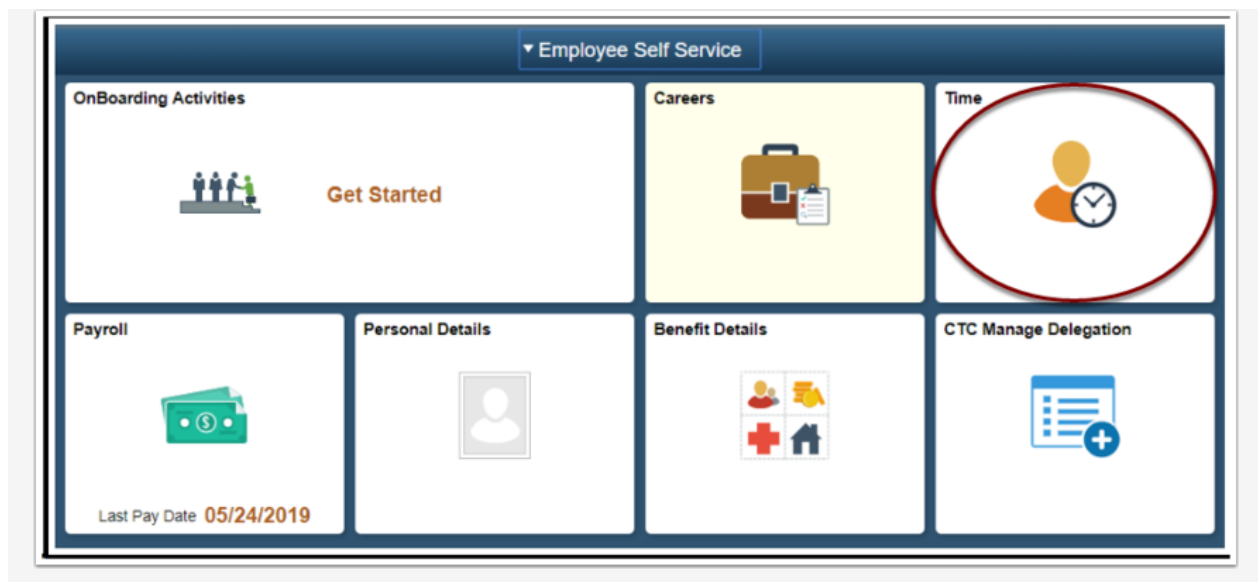 Employee Self Service
OnBoarding Activities
Careers
Time
Get Started
Payroll
Personal Details
Benefit Details
CTC Manage Delegation
Last Pay Date 05/24/2019